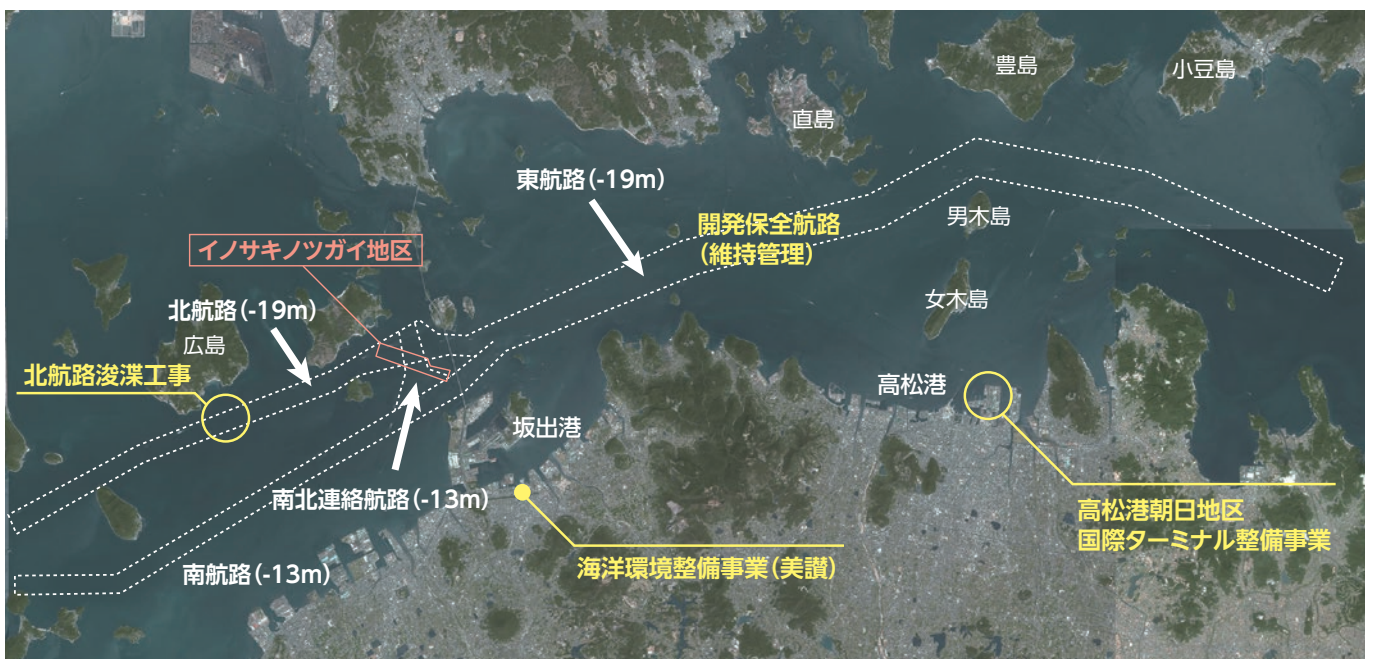 豊島
小豆島
直島
東航路(-19m)
男木島
開発保全航路
(維持管理)
イノサキノツガイ地区
女木島
北航路(-19m)
広島
北航路浚渫工事
高松港
坂出港
南北連絡航路(-13m)
高松港朝日地区
国際ターミナル整備事業
海洋環境整備事業(美讃)
南航路(-13m)